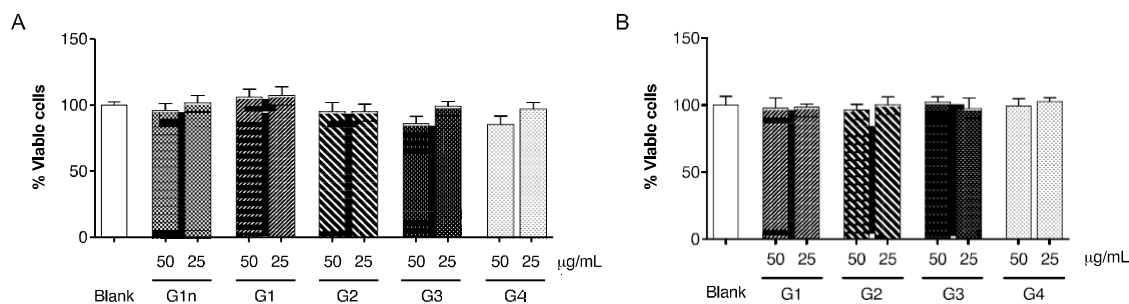 A
150
100
50
0
% Viable cells
50 25 50 25 50 25 50 25 50 25 µg/mL
Blank G1n G1 G2 G3 G4
B
150
100
50
0
% Viable cells
50 25 50 25 50 25 50 25 µg/mL
Blank G1 G2 G3 G4